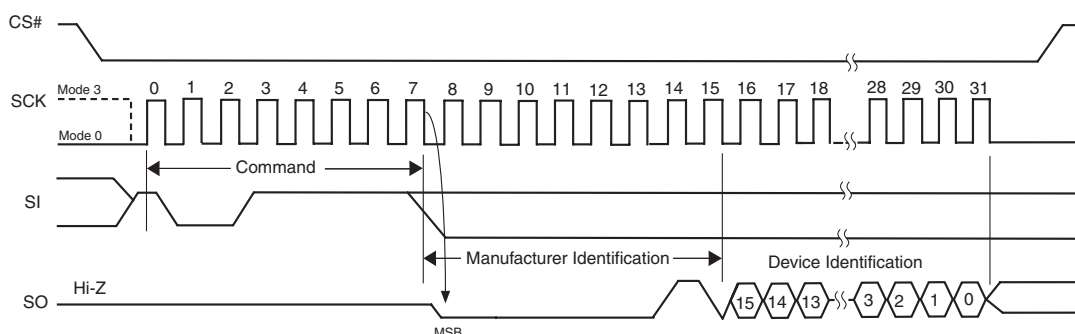 CS#
Mode 3
0 1 2 3 4 5 6 7 8 9 10 11 12 13 14 15 16 17 18 28 29 30 31
SCK
Mode 0
Command
SI
Manufacturer Identification
Device Identification
Hi-Z
SO
15 14 13 3 2 1 0
MSB